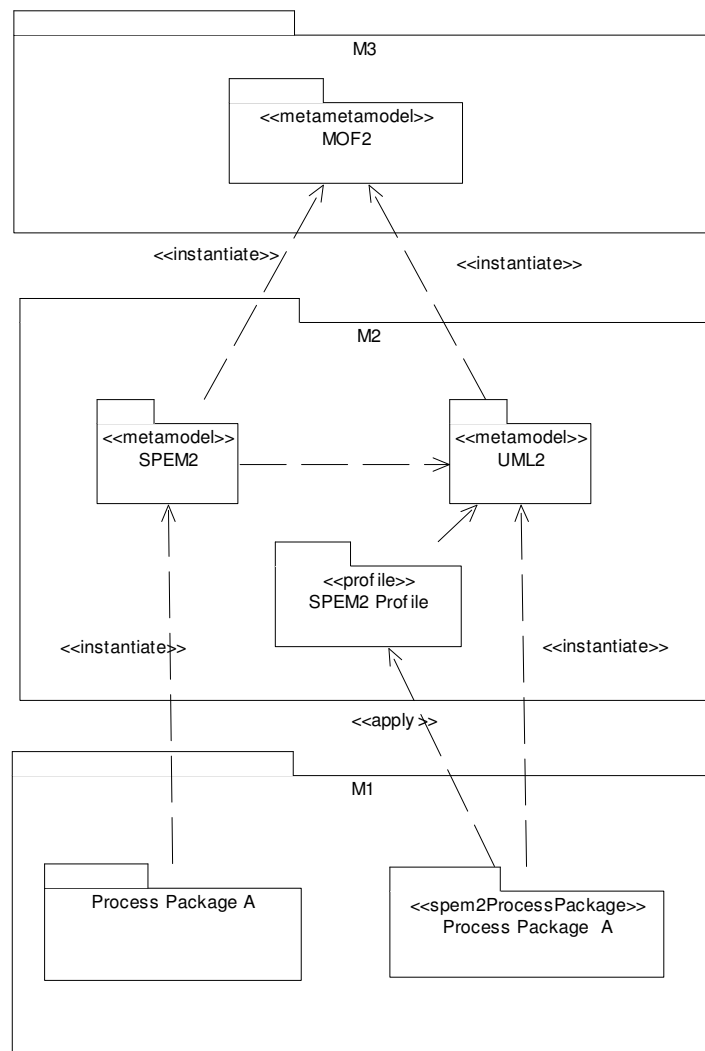 M3
<<metametamodel>>
MOF2
<<instantiate>>
<<instantiate>>
M2
<<metamodel>>
SPEM2
<<metamodel>>
UML2
<<profile>>
SPEM2 Profile
<<instantiate>>
<<instantiate>>
<<apply>>
M1
Process Package A
<<spem2ProcessPackage>>
Process Package A